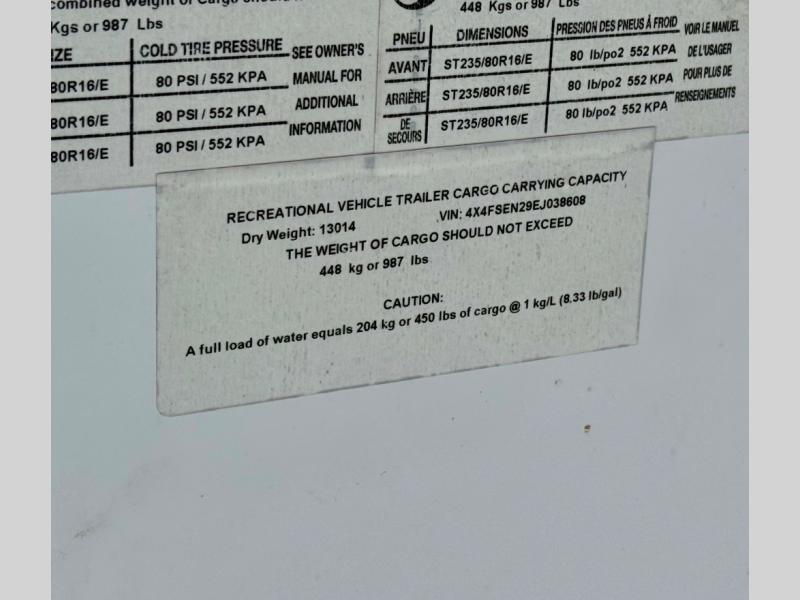 combined weight of Cargo should
Kgs or 987 Lbs
IZE COLD TIRE PRESSURE SEE OWNER'S MANUAL FOR ADDITIONAL INFORMATION
80R16/E 80 PSI / 552 KPA
80R16/E 80 PSI / 552 KPA
80R16/E 80 PSI / 552 KPA
448 Kgs or 987 Lbs
PNEU DIMENSIONS PRESSION DES PNEUS À FROID VOIR LE MANUEL DE L'USAGER POUR PLUS DE RENSEIGNEMENTS
AVANT ST235/80R16/E 80 lb/po2 552 KPA
ARRIÈRE ST235/80R16/E 80 lb/po2 552 KPA
DE SECOURS ST235/80R16/E 80 lb/po2 552 KPA
RECREATIONAL VEHICLE TRAILER CARGO CARRYING CAPACITY
Dry Weight: 13014 VIN: 4X4FSEN29EJ038608
THE WEIGHT OF CARGO SHOULD NOT EXCEED
448 kg or 987 lbs
CAUTION:
A full load of water equals 204 kg or 450 lbs of cargo @ 1 kg/L (8.33 lb/gal)